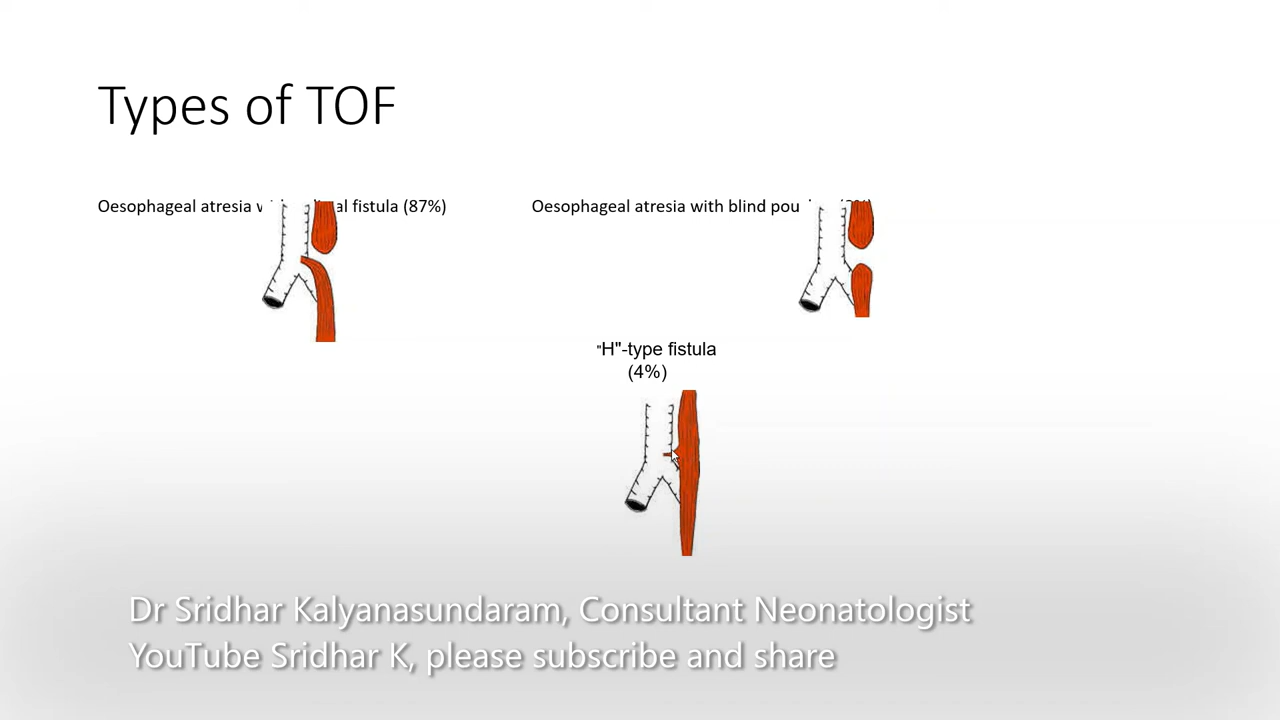 Types of TOF
Oesophageal atresia al fistula (87%)
Oesophageal atresia with blind
"H"-type fistula
(4%)
Dr Sridhar Kalyanasundaram, Consultant Neonatologist
YouTube Sridhar K, please subscribe and share